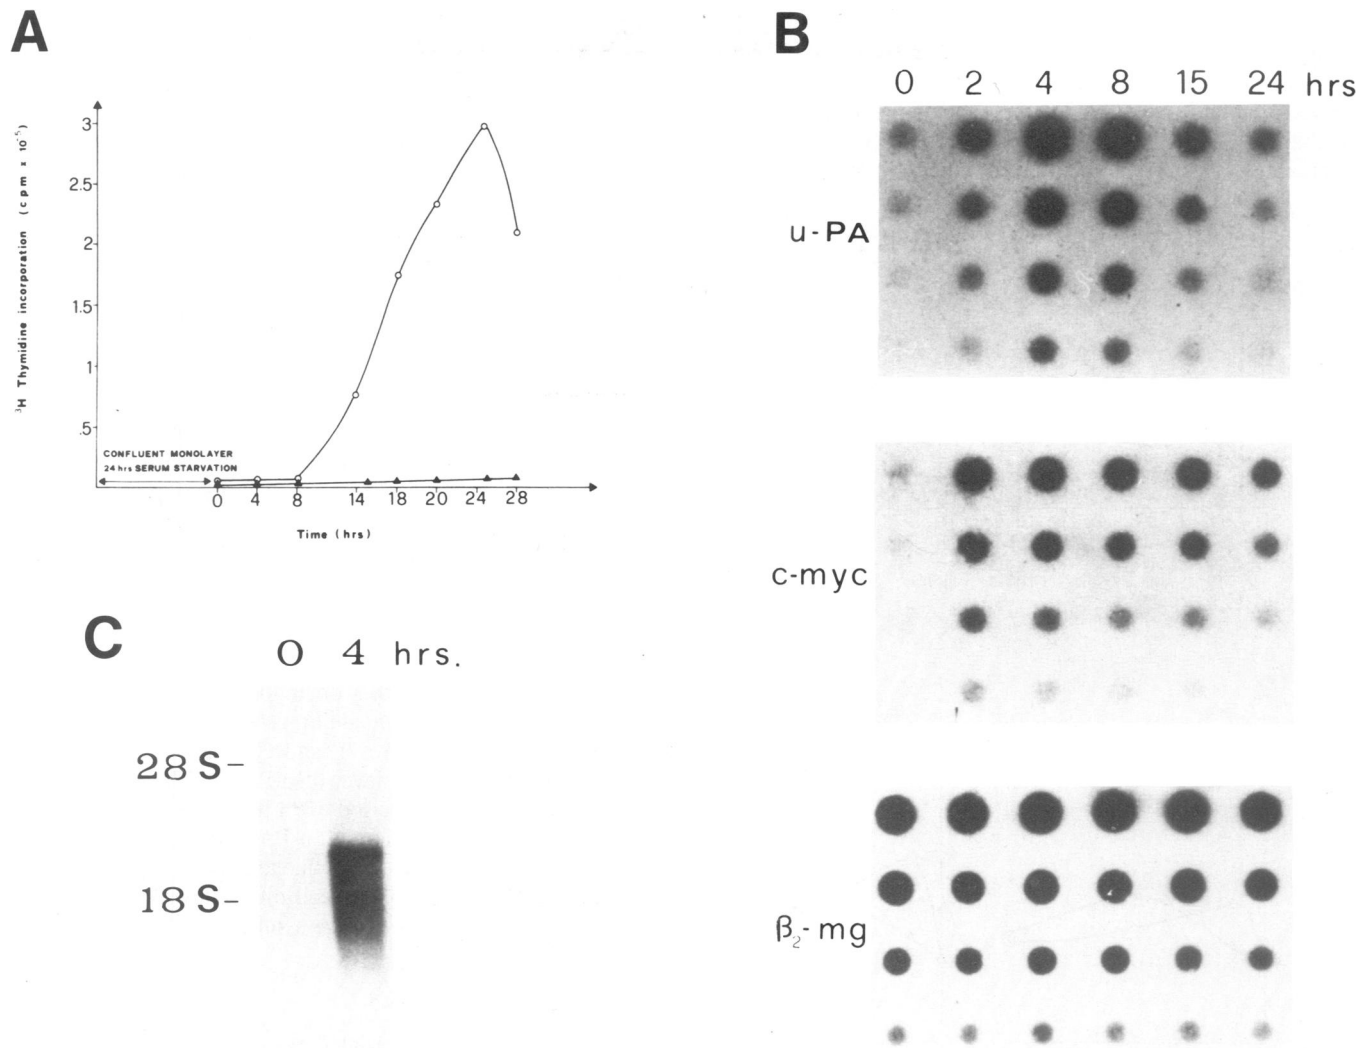 A
³H Thymidine incorporation (cpm x 10⁻⁵)
3
2.5
2
1.5
1
.5
CONFLUENT MONOLAYER
24 hrs SERUM STARVATION
0 4 8 14 18 20 24 28
Time (hrs)
B
0 2 4 8 15 24 hrs
u-PA
c-myc
β₂-mg
C
0 4 hrs.
28 S-
18 S-